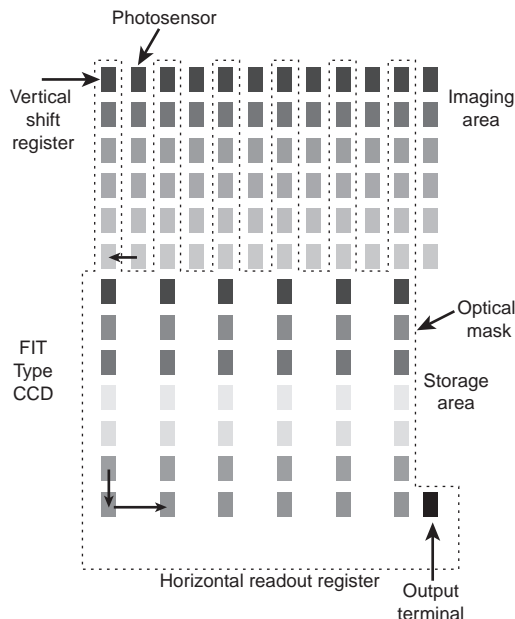 Photosensor
Vertical
shift
register
Imaging
area
Optical
mask
FIT
Type
CCD
Storage
area
Horizontal readout register
Output
terminal